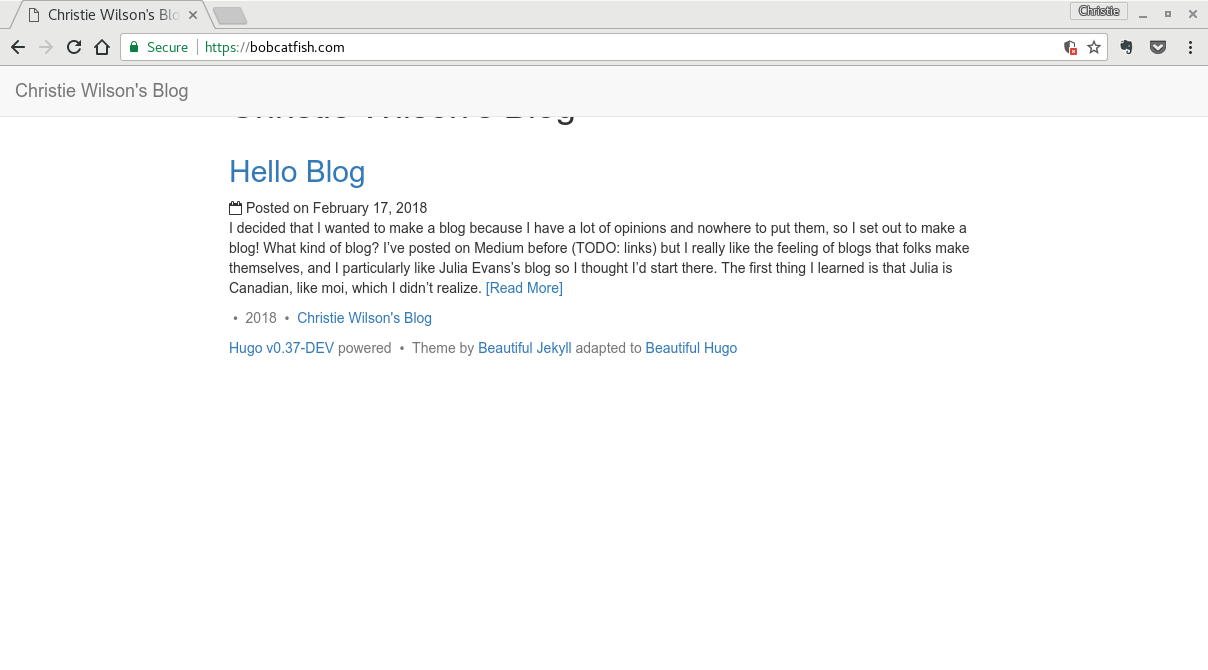 Christie Wilson's Blo
Christie
Secure https://bobcatfish.com
Christie Wilson's Blog
Christie Wilson's Blog
Hello Blog
Posted on February 17, 2018
I decided that I wanted to make a blog because I have a lot of opinions and nowhere to put them, so I set out to make a
blog! What kind of blog? I’ve posted on Medium before (TODO: links) but I really like the feeling of blogs that folks make
themselves, and I particularly like Julia Evans’s blog so I thought I’d start there. The first thing I learned is that Julia is
Canadian, like moi, which I didn’t realize. [Read More]
• 2018 • Christie Wilson's Blog
Hugo v0.37-DEV powered • Theme by Beautiful Jekyll adapted to Beautiful Hugo